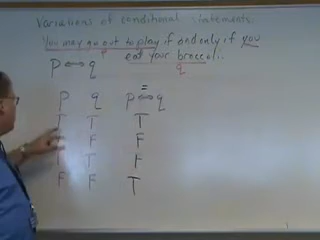 Variations of conditional statements
You may go out to play if and only if you
p eat your broccoli.
p ↔ q q
=
p q p ↔ q
T T T
F F
T F
F F T